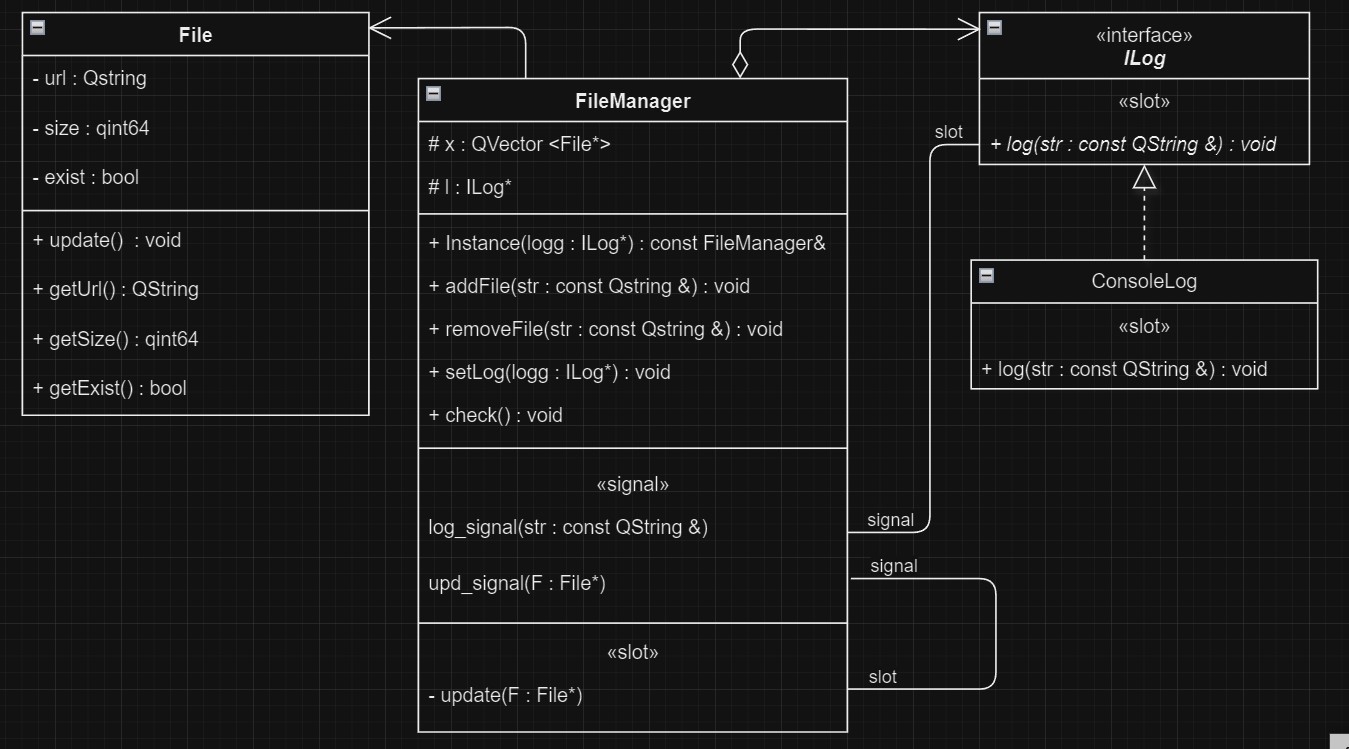 File
- url : Qstring
- size : qint64
- exist : bool
+ update()  : void
+ getUrl() : QString
+ getSize() : qint64
+ getExist() : bool
FileManager
# x : QVector <File*>
# l : ILog*
+ Instance(logg : ILog*) : const FileManager&
+ addFile(str : const Qstring &) : void
+ removeFile(str : const Qstring &) : void
+ setLog(logg : ILog*) : void
+ check() : void
«signal»
log_signal(str : const QString &)
upd_signal(F : File*)
«slot»
- update(F : File*)
«interface»
ILog
«slot»
+ log(str : const QString &) : void
ConsoleLog
«slot»
+ log(str : const QString &) : void
slot
signal
signal
slot